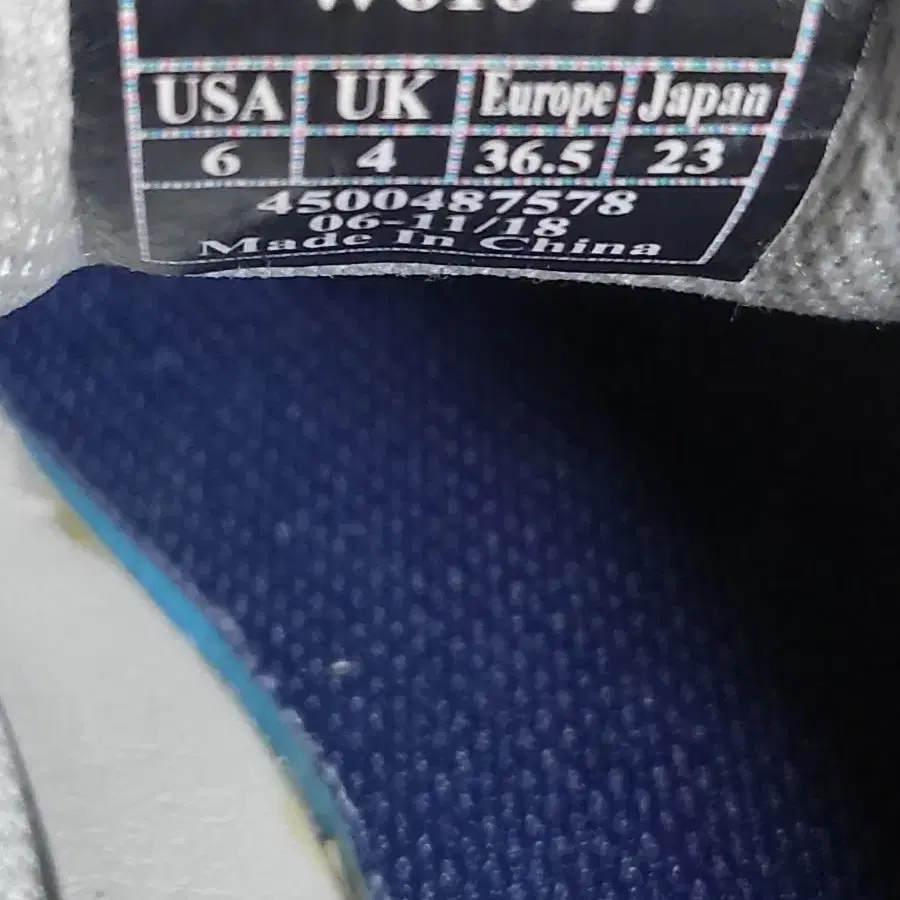 USA UK Europe Japan
6 4 36.5 23
4500487578
06-11/18
Made In China